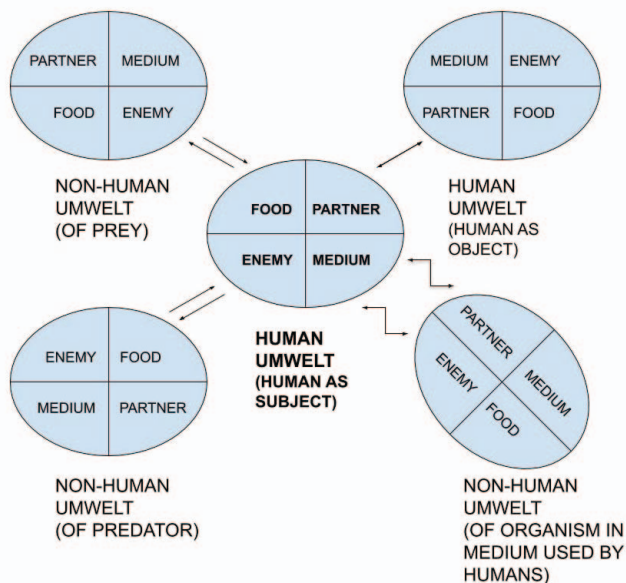 PARTNER MEDIUM
FOOD ENEMY
NON-HUMAN
UMWELT
(OF PREY)
MEDIUM ENEMY
PARTNER FOOD
HUMAN
UMWELT
(HUMAN AS
OBJECT)
FOOD PARTNER
ENEMY MEDIUM
HUMAN
UMWELT
(HUMAN AS
SUBJECT)
ENEMY FOOD
MEDIUM PARTNER
NON-HUMAN
UMWELT
(OF PREDATOR)
PARTNER
MEDIUM
ENEMY
FOOD
NON-HUMAN
UMWELT
(OF ORGANISM IN
MEDIUM USED BY
HUMANS)